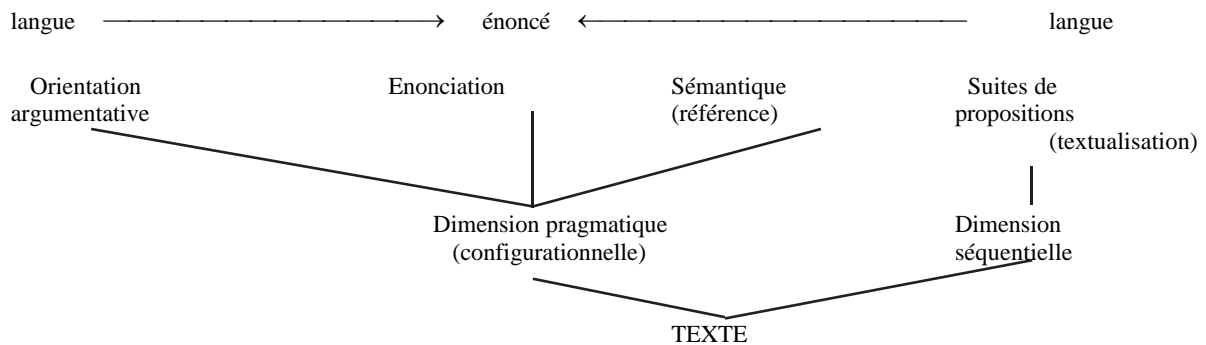 langue énoncé langue
Orientation Enonciation Sémantique Suites de
argumentative (référence) propositions
(textualisation)
Dimension pragmatique Dimension
(configurationnelle) séquentielle
TEXTE